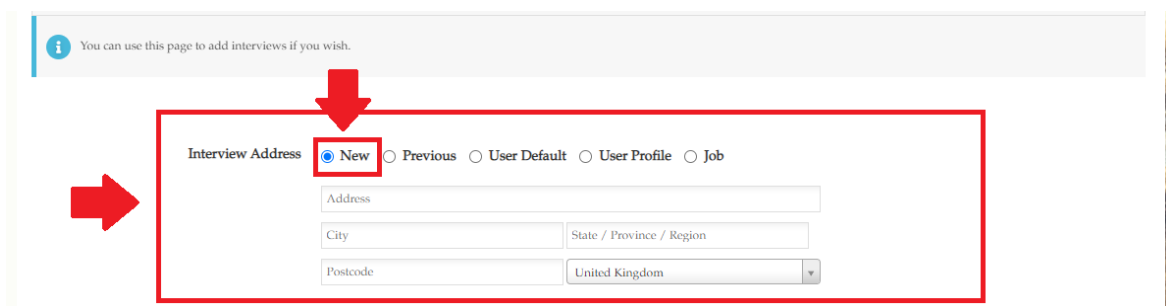 You can use this page to add interviews if you wish.
Interview Address New Previous User Default User Profile Job
Address
City State / Province / Region
Postcode United Kingdom